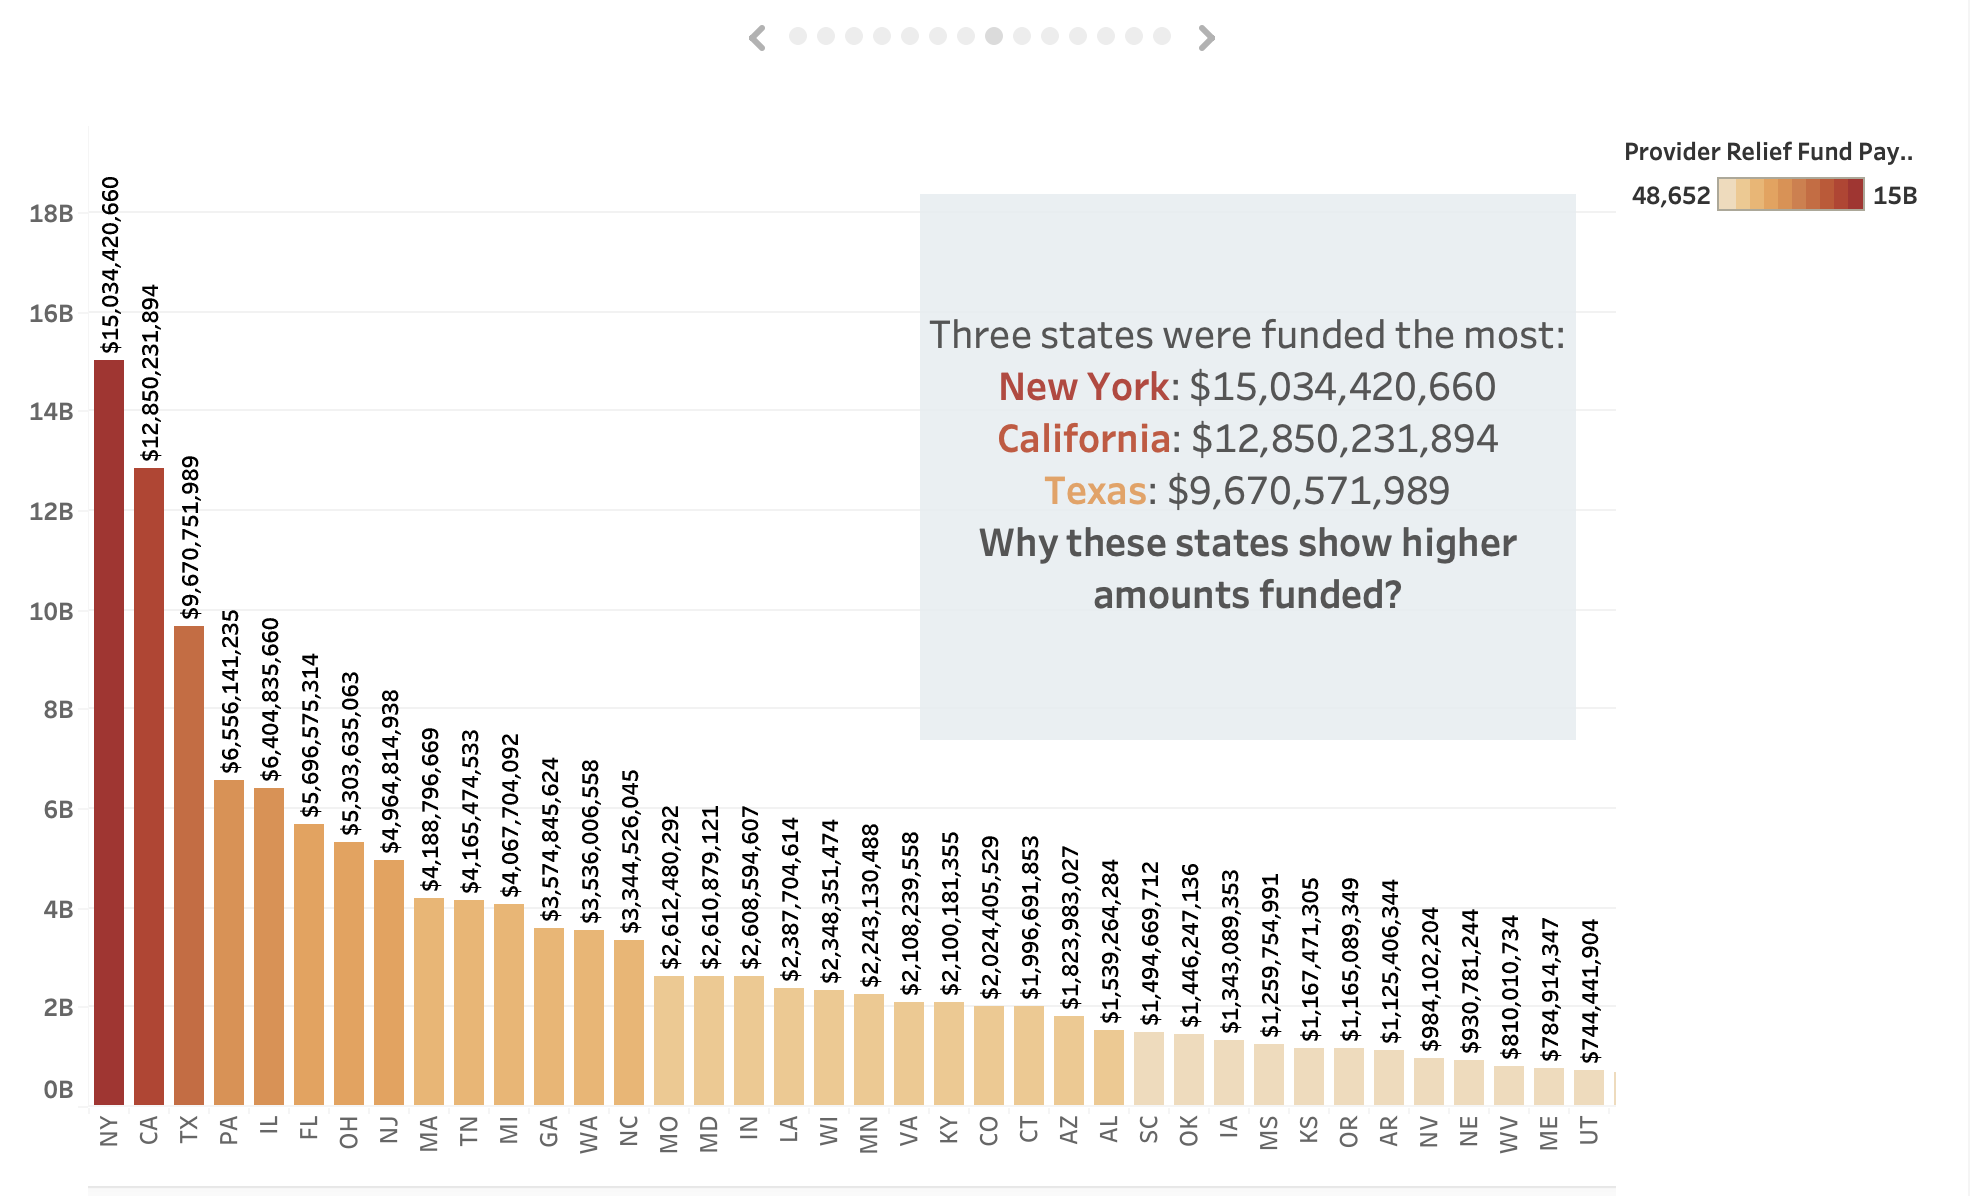 Provider Relief Fund Pay..
48,652 15B
18B
16B
14B
12B
10B
8B
6B
4B
2B
0B
$15,034,420,660
$12,850,231,894
$9,670,751,989
$6,556,141,235
$6,404,835,660
$5,696,575,314
$5,303,635,063
$4,964,814,938
$4,188,796,669
$4,165,474,533
$4,067,704,092
$3,574,845,624
$3,536,006,558
$3,344,526,045
$2,612,480,292
$2,610,879,121
$2,608,594,607
$2,387,704,614
$2,348,351,474
$2,243,130,488
$2,108,239,558
$2,100,181,355
$2,024,405,529
$1,996,691,853
$1,823,983,027
$1,539,264,284
$1,494,669,712
$1,446,247,136
$1,343,089,353
$1,259,754,991
$1,167,471,305
$1,165,089,349
$1,125,406,344
$984,102,204
$930,781,244
$810,010,734
$784,914,347
$744,441,904
Three states were funded the most:
New York: $15,034,420,660
California: $12,850,231,894
Texas: $9,670,571,989
Why these states show higher
amounts funded?
NY
CA
TX
PA
IL
FL
OH
NJ
MA
TN
MI
GA
WA
NC
MO
MD
IN
LA
WI
MN
VA
KY
CO
CT
AZ
AL
SC
OK
IA
MS
KS
OR
AR
NV
NE
WV
ME
UT